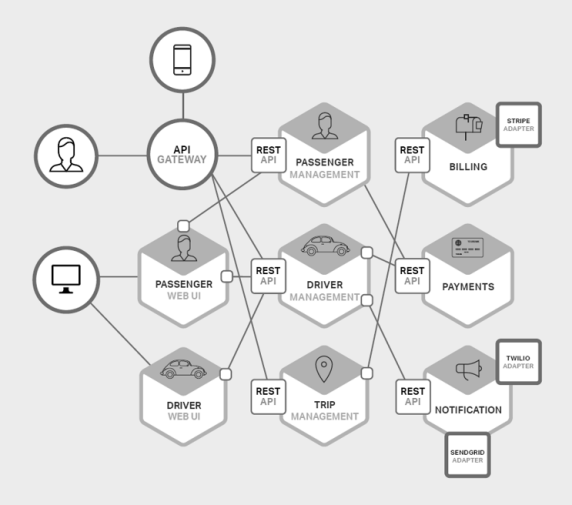 API
GATEWAY
REST
API
PASSENGER
MANAGEMENT
REST
API
BILLING
STRIPE
ADAPTER
PASSENGER
WEB UI
REST
API
DRIVER
MANAGEMENT
REST
API
PAYMENTS
DRIVER
WEB UI
REST
API
TRIP
MANAGEMENT
REST
API
NOTIFICATION
TWILIO
ADAPTER
SENDGRID
ADAPTER